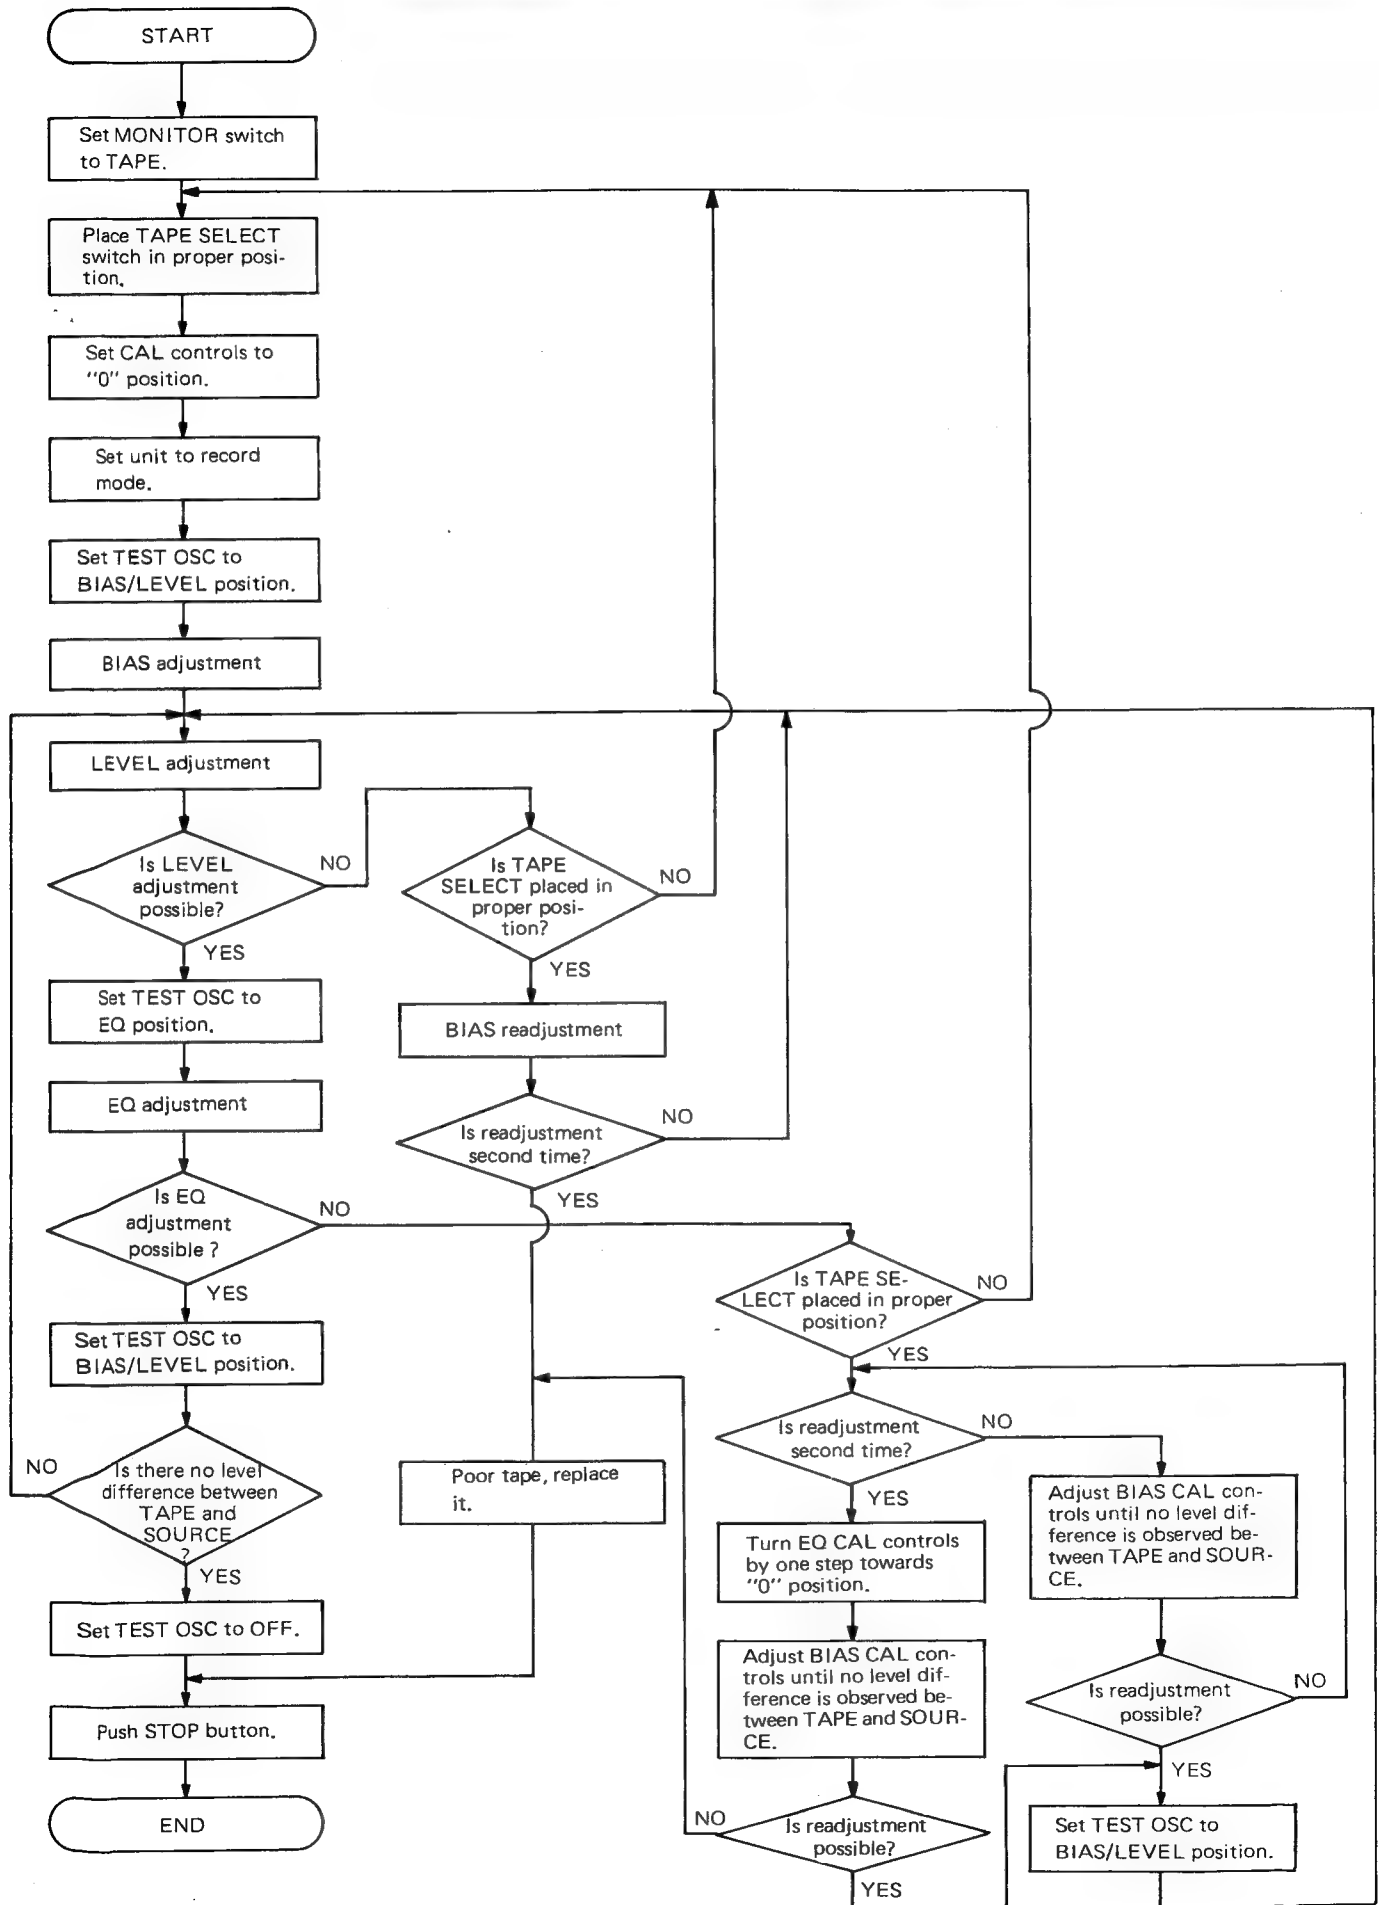 START
Set MONITOR switch
to TAPE.
Place TAPE SELECT
switch in proper posi-
tion.
Set CAL controls to
"0" position.
Set unit to record
mode.
Set TEST OSC to
BIAS/LEVEL position.
BIAS adjustment
LEVEL adjustment
Is LEVEL
adjustment
possible?
NO
YES
Is TAPE
SELECT placed in
proper posi-
tion?
NO
YES
Set TEST OSC to
EQ position.
BIAS readjustment
EQ adjustment
Is readjustment
second time?
NO
YES
Is EQ
adjustment
possible ?
NO
YES
Is TAPE SE-
LECT placed in proper
position?
NO
YES
Set TEST OSC to
BIAS/LEVEL position.
Is readjustment
second time?
NO
YES
Is there no level
difference between
TAPE and
SOURCE
?
NO
YES
Poor tape, replace
it.
Adjust BIAS CAL con-
trols until no level dif-
ference is observed be-
tween TAPE and SOUR-
CE.
Turn EQ CAL controls
by one step towards
"0" position.
Set TEST OSC to OFF.
Adjust BIAS CAL con-
trols until no level dif-
ference is observed be-
tween TAPE and SOUR-
CE.
Is readjustment
possible?
NO
YES
Push STOP button.
END
Is readjustment
possible?
NO
YES
Set TEST OSC to
BIAS/LEVEL position.